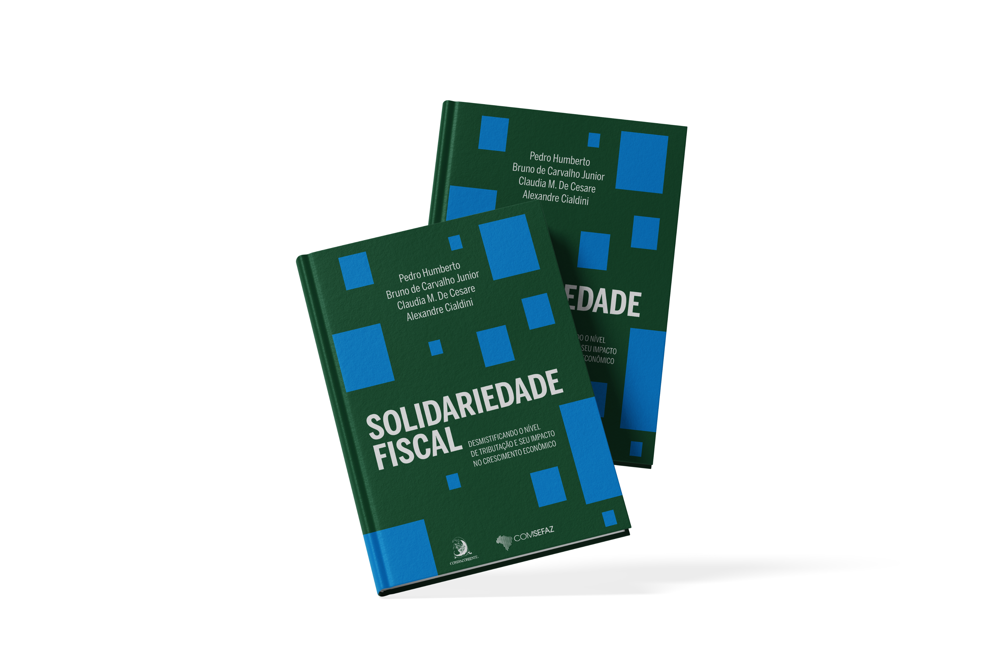 Pedro Humberto
Bruno de Carvalho Junior
Claudia M. De Cesare
Alexandre Cialdini
EDADE
DO O NÍVEL
SEU IMPACTO
ECONÔMICO
Pedro Humberto
Bruno de Carvalho Junior
Claudia M. De Cesare
Alexandre Cialdini
SOLIDARIEDADE
FISCAL
DESMISTIFICANDO O NÍVEL
DE TRIBUTAÇÃO E SEU IMPACTO
NO CRESCIMENTO ECONÔMICO
CONTRACORRENTE
COMSEFAZ